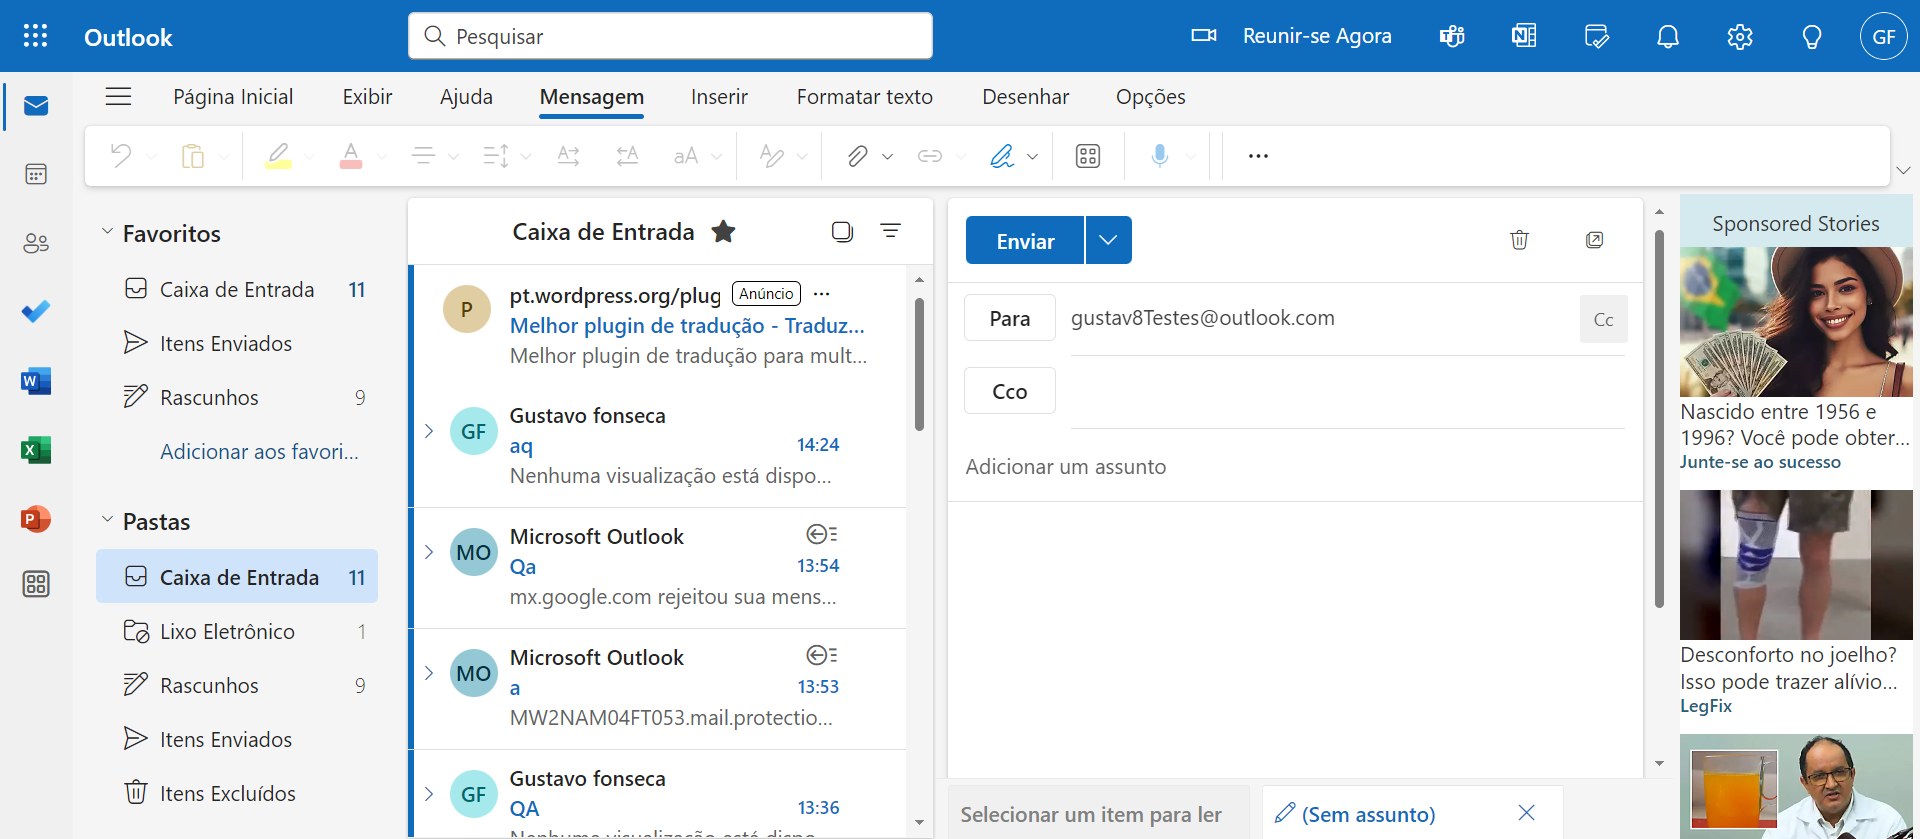 Outlook
Pesquisar
Reunir-se Agora
GF
Página Inicial
Exibir
Ajuda
Mensagem
Inserir
Formatar texto
Desenhar
Opções
Favoritos
Caixa de Entrada 11
Itens Enviados
Rascunhos 9
Adicionar aos favori...
Pastas
Caixa de Entrada 11
Lixo Eletrônico 1
Rascunhos 9
Itens Enviados
Itens Excluídos
Caixa de Entrada
P
pt.wordpress.org/plug Anúncio
Melhor plugin de tradução - Traduz...
Melhor plugin de tradução para mult...
GF
Gustavo fonseca
aq 14:24
Nenhuma visualização está dispo...
MO
Microsoft Outlook
Qa 13:54
mx.google.com rejeitou sua mens...
MO
Microsoft Outlook
a 13:53
MW2NAM04FT053.mail.protectio...
GF
Gustavo fonseca
QA 13:36
Nenhuma visualização está dispo...
Enviar
Para gustav8Testes@outlook.com Cc
Cco
Adicionar um assunto
Selecionar um item para ler
(Sem assunto)
Sponsored Stories
Nascido entre 1956 e
1996? Você pode obter...
Junte-se ao sucesso
Desconforto no joelho?
Isso pode trazer alívio...
LegFix